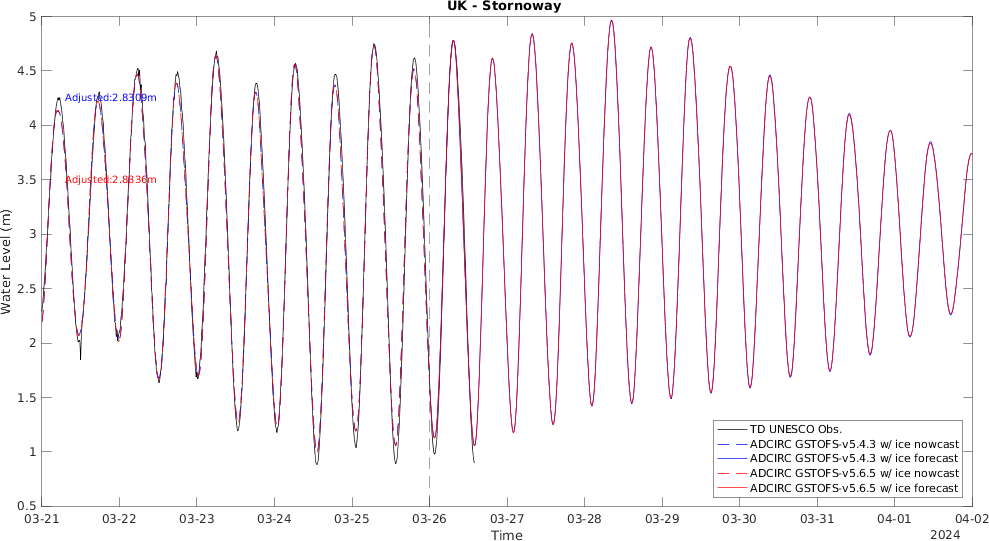 UK - Stornoway
5
4.5
4
3.5
3
2.5
2
1.5
1
0.5
Water Level (m)
Adjusted:2.8309m
Adjusted:2.8336m
TD UNESCO Obs.
ADCIRC GSTOFS-v5.4.3 w/ ice nowcast
ADCIRC GSTOFS-v5.4.3 w/ ice forecast
ADCIRC GSTOFS-v5.6.5 w/ ice nowcast
ADCIRC GSTOFS-v5.6.5 w/ ice forecast
03-21 03-22 03-23 03-24 03-25 03-26 03-27 03-28 03-29 03-30 03-31 04-01 04-02
Time
2024